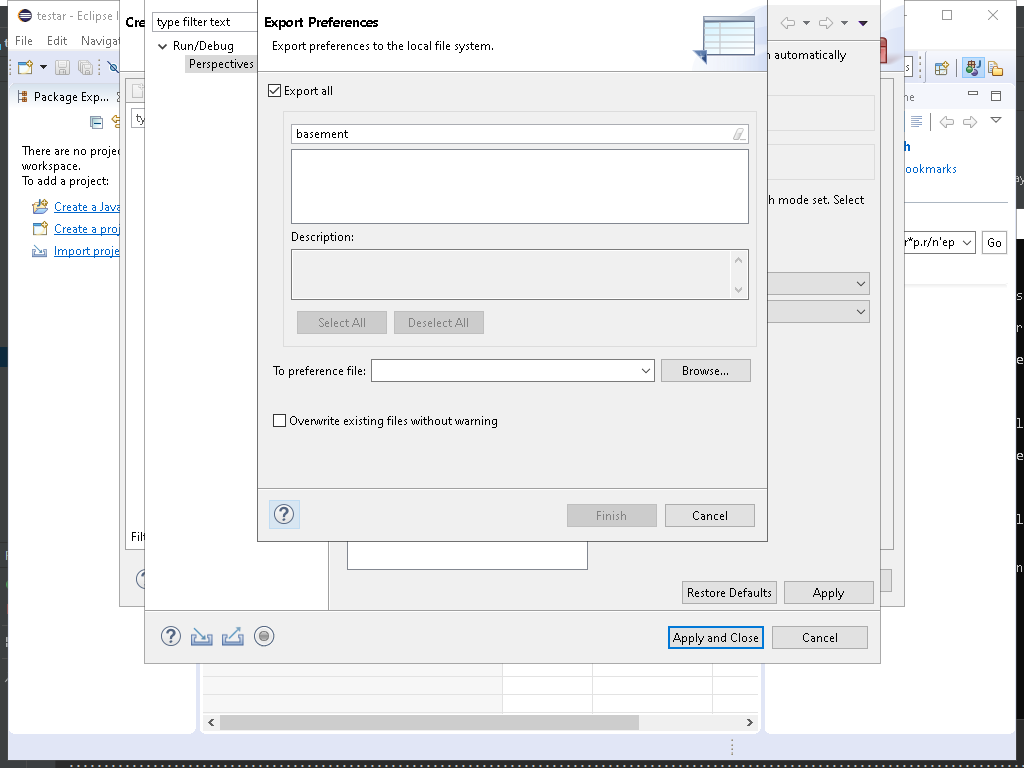 testar - Eclipse I
File Edit Navigat
Package Exp...
There are no projec
workspace.
To add a project:
Create a Java
Create a proj
Import proje
Cre
ty
Filt
type filter text
Run/Debug
Perspectives
Export Preferences
Export preferences to the local file system.
Export all
basement
Description:
Select All Deselect All
To preference file: Browse...
Overwrite existing files without warning
Finish Cancel
n automatically
h mode set. Select
Restore Defaults Apply
Apply and Close Cancel
ne
h
ookmarks
r*p.r/n'ep Go